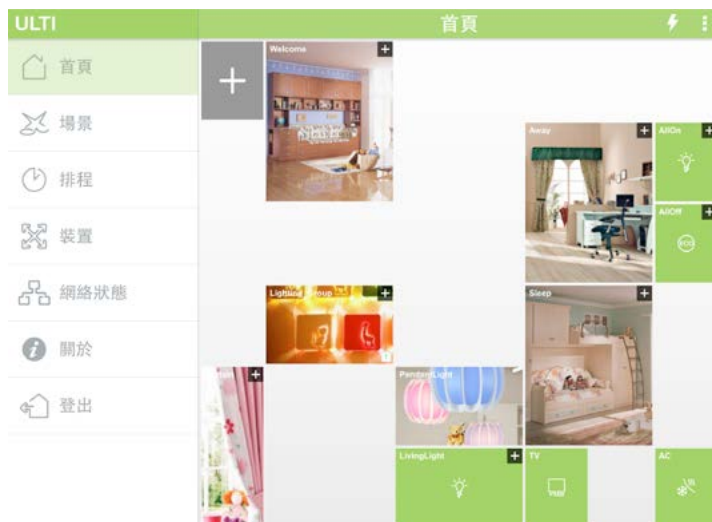 ULTI
首頁
首頁
場景
排程
裝置
網絡狀態
關於
登出
Welcome
Away
AllOn
AllOff
ECO
Lighting Group
Sleep
PendantLight
LivingLight
TV
AC